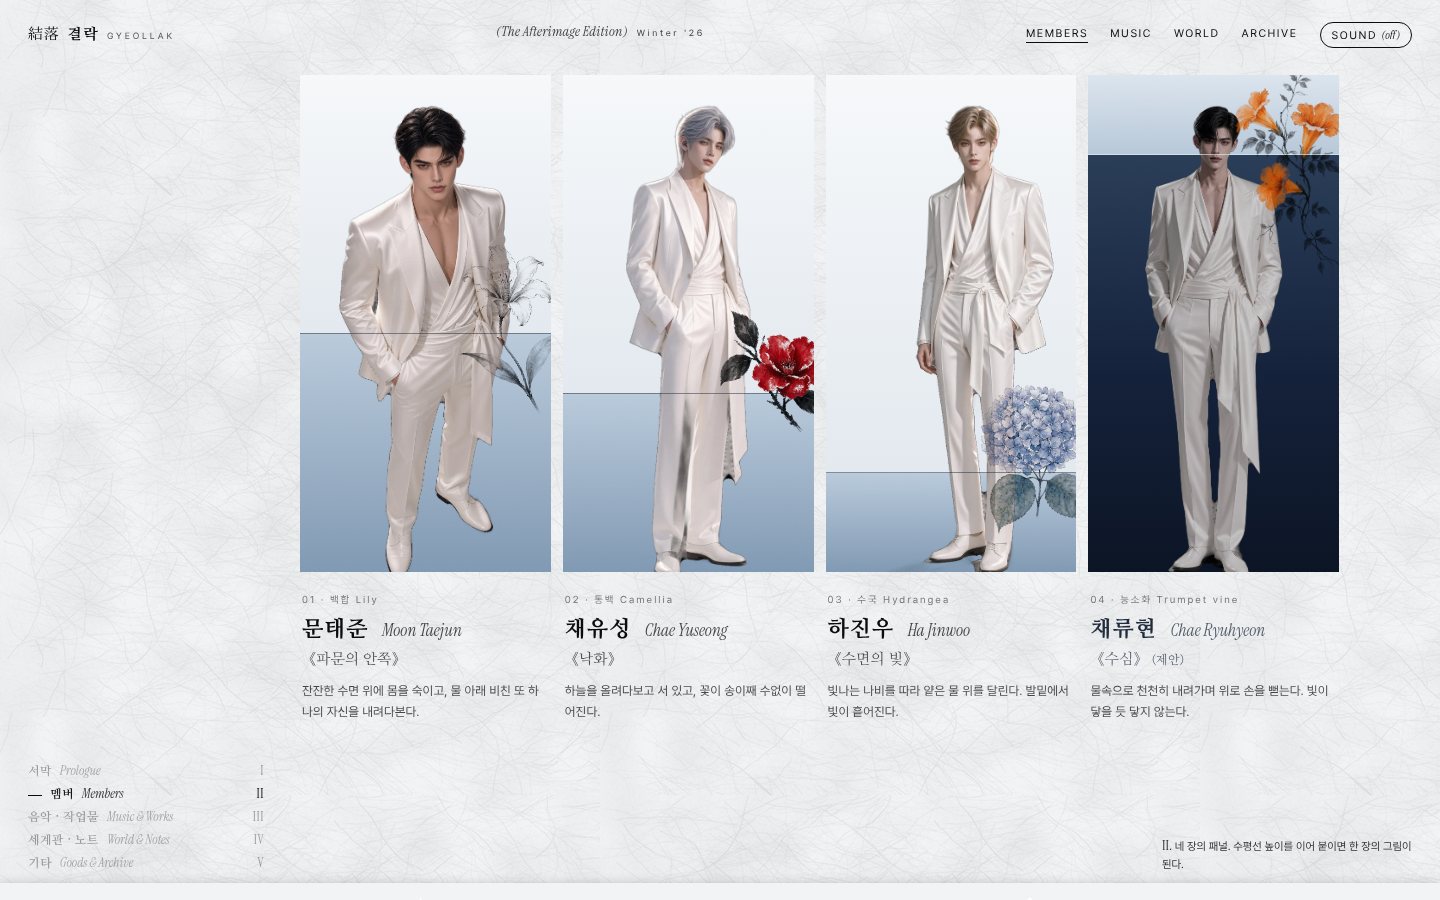 結落 결락 GYEOLLAK
(The Afterimage Edition) Winter '26
MEMBERS MUSIC WORLD ARCHIVE SOUND (off)
01 · 백합 Lily
문태준 Moon Taejun
《파문의 안쪽》
잔잔한 수면 위에 몸을 숙이고, 물 아래 비친 또 하
나의 자신을 내려다본다.
02 · 동백 Camellia
채유성 Chae Yuseong
《낙화》
하늘을 올려다보고 서 있고, 꽃이 송이째 수없이 떨
어진다.
03 · 수국 Hydrangea
하진우 Ha Jinwoo
《수면의 빛》
빛나는 나비를 따라 얕은 물 위를 달린다. 발밑에서
빛이 흩어진다.
04 · 능소화 Trumpet vine
채류현 Chae Ryuhyeon
《수심》 (제안)
물속으로 천천히 내려가며 위로 손을 뻗는다. 빛이
닿을 듯 닿지 않는다.
서막 Prologue I
멤버 Members II
음악 · 작업물 Music & Works III
세계관 · 노트 World & Notes IV
기타 Goods & Archive V
II. 네 장의 패널. 수평선 높이를 이어 붙이면 한 장의 그림이
된다.